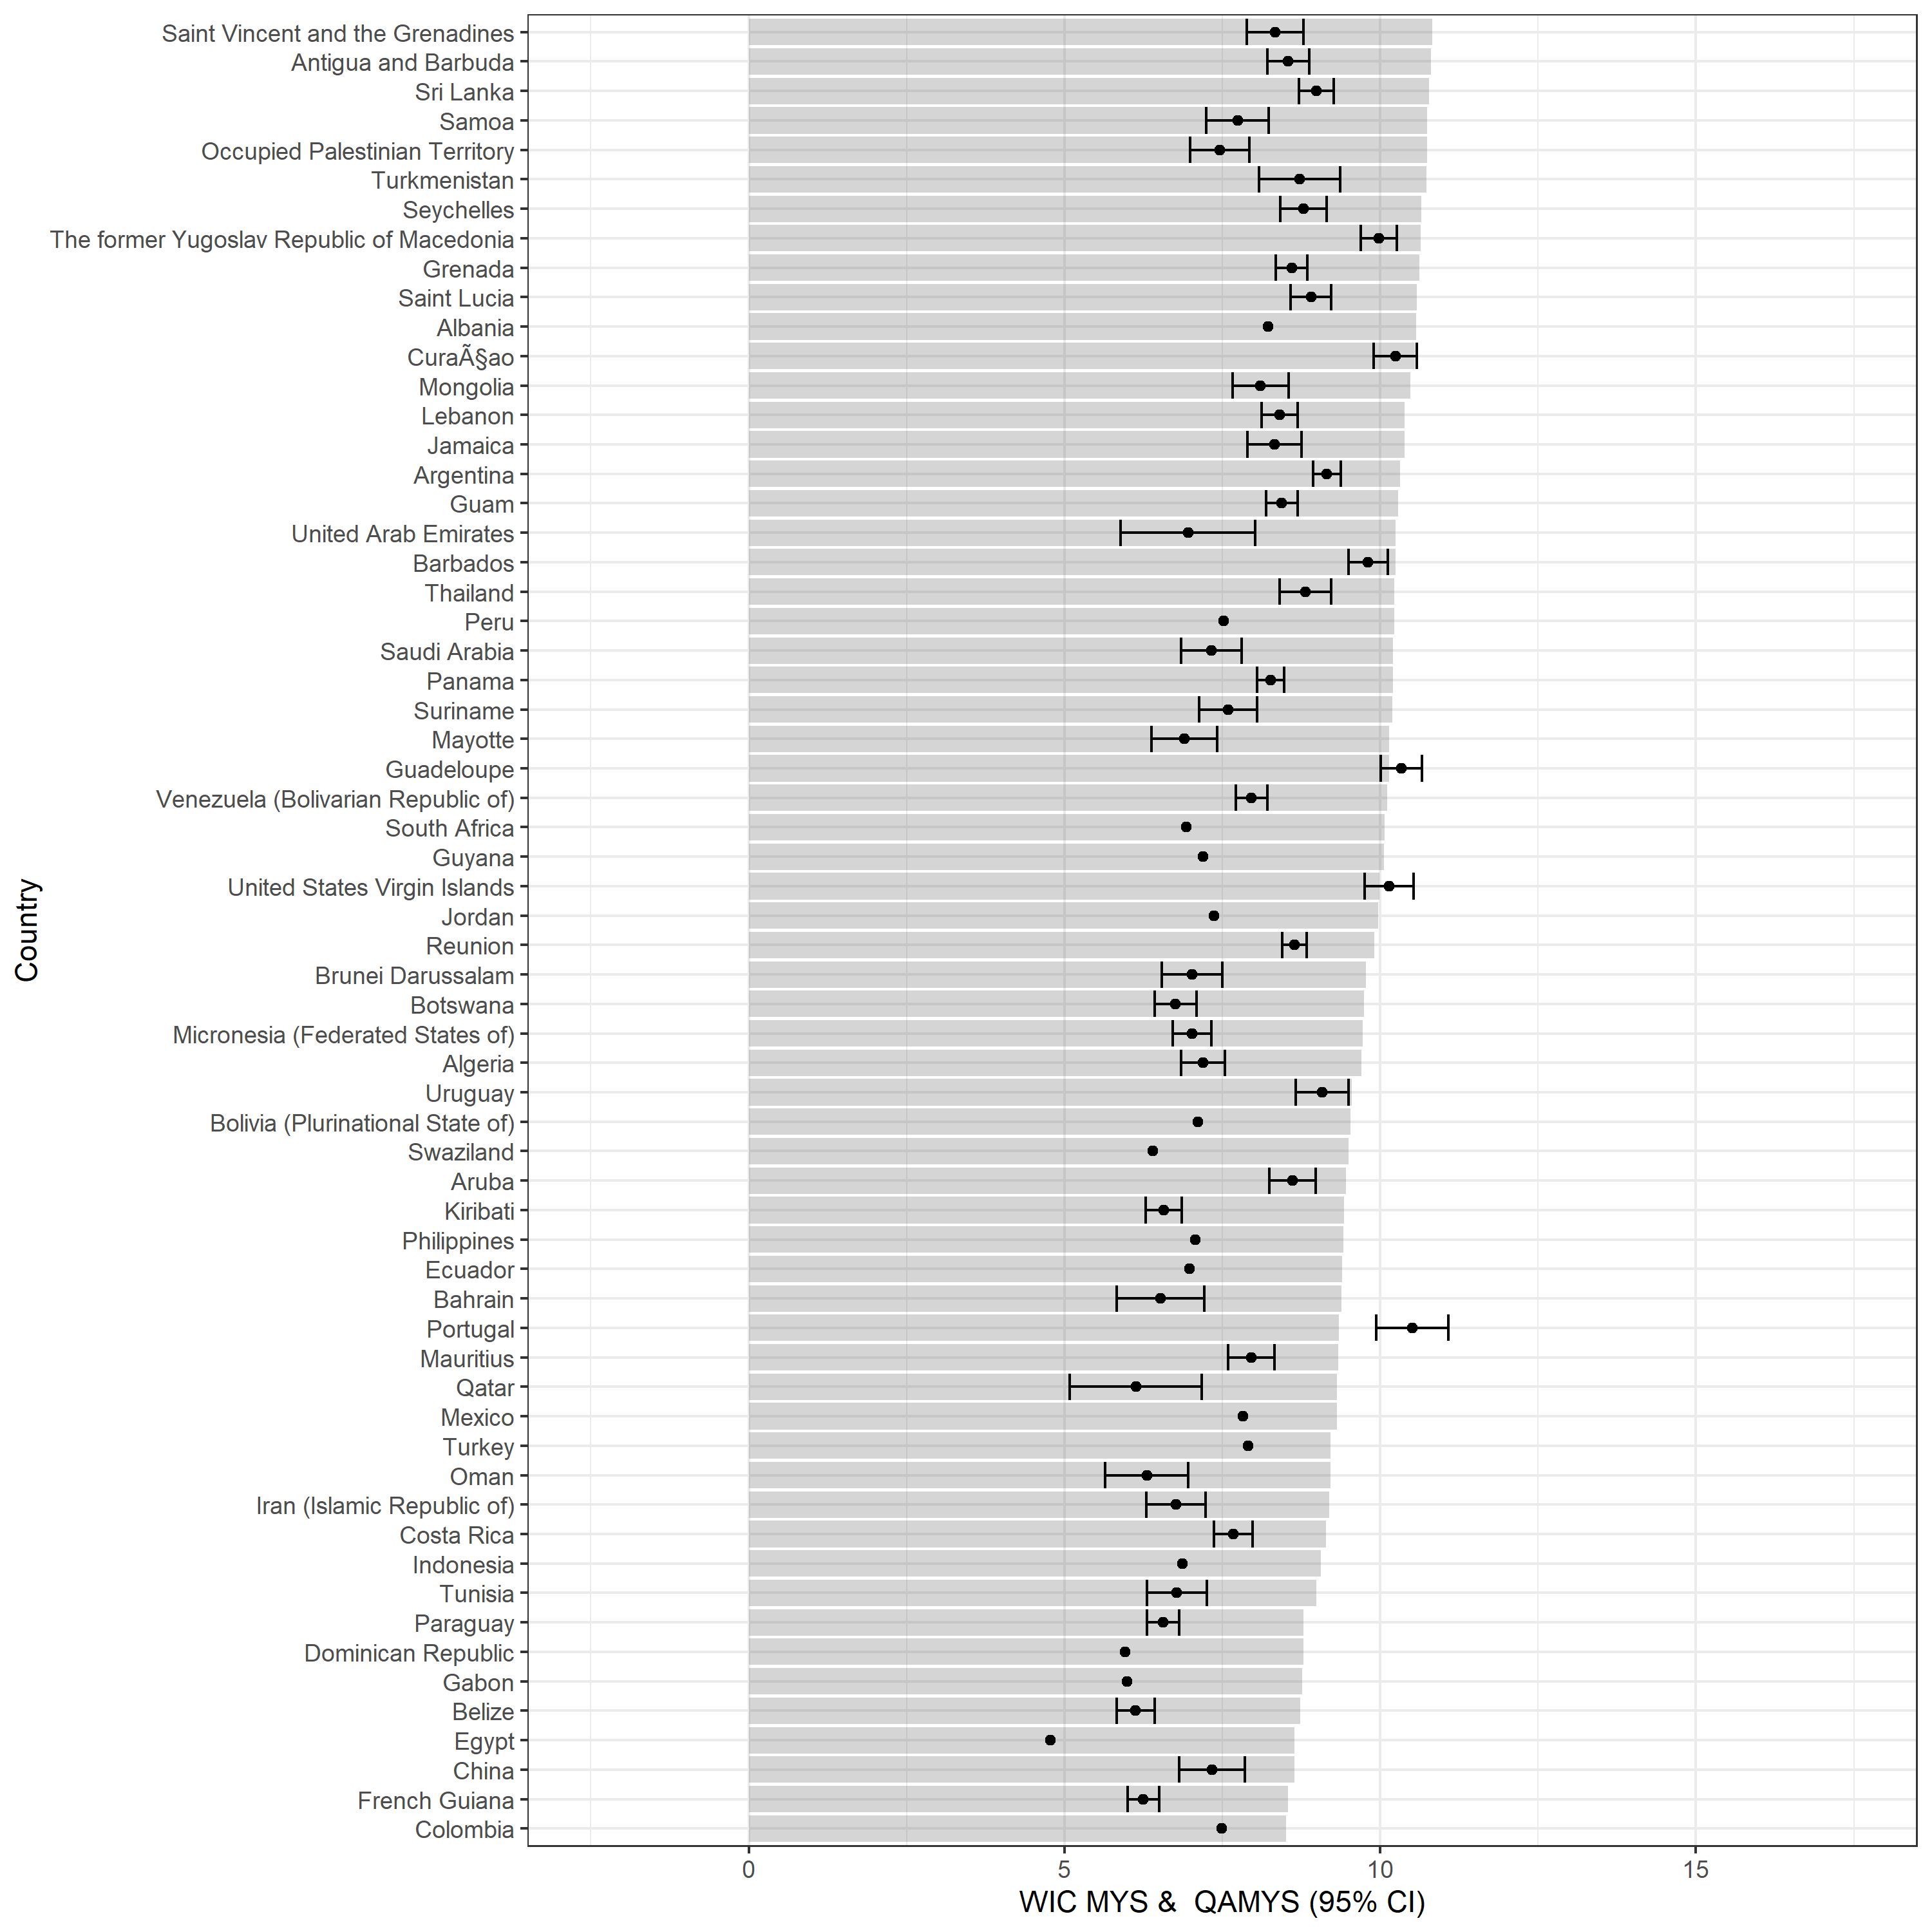 Saint Vincent and the Grenadines
Antigua and Barbuda
Sri Lanka
Samoa
Occupied Palestinian Territory
Turkmenistan
Seychelles
The former Yugoslav Republic of Macedonia
Grenada
Saint Lucia
Albania
CuraÃ§ao
Mongolia
Lebanon
Jamaica
Argentina
Guam
United Arab Emirates
Barbados
Thailand
Peru
Saudi Arabia
Panama
Suriname
Mayotte
Guadeloupe
Venezuela (Bolivarian Republic of)
South Africa
Guyana
United States Virgin Islands
Jordan
Reunion
Brunei Darussalam
Botswana
Micronesia (Federated States of)
Algeria
Uruguay
Bolivia (Plurinational State of)
Swaziland
Aruba
Kiribati
Philippines
Ecuador
Bahrain
Portugal
Mauritius
Qatar
Mexico
Turkey
Oman
Iran (Islamic Republic of)
Costa Rica
Indonesia
Tunisia
Paraguay
Dominican Republic
Gabon
Belize
Egypt
China
French Guiana
Colombia
Country
0 5 10 15
WIC MYS &  QAMYS (95% CI)